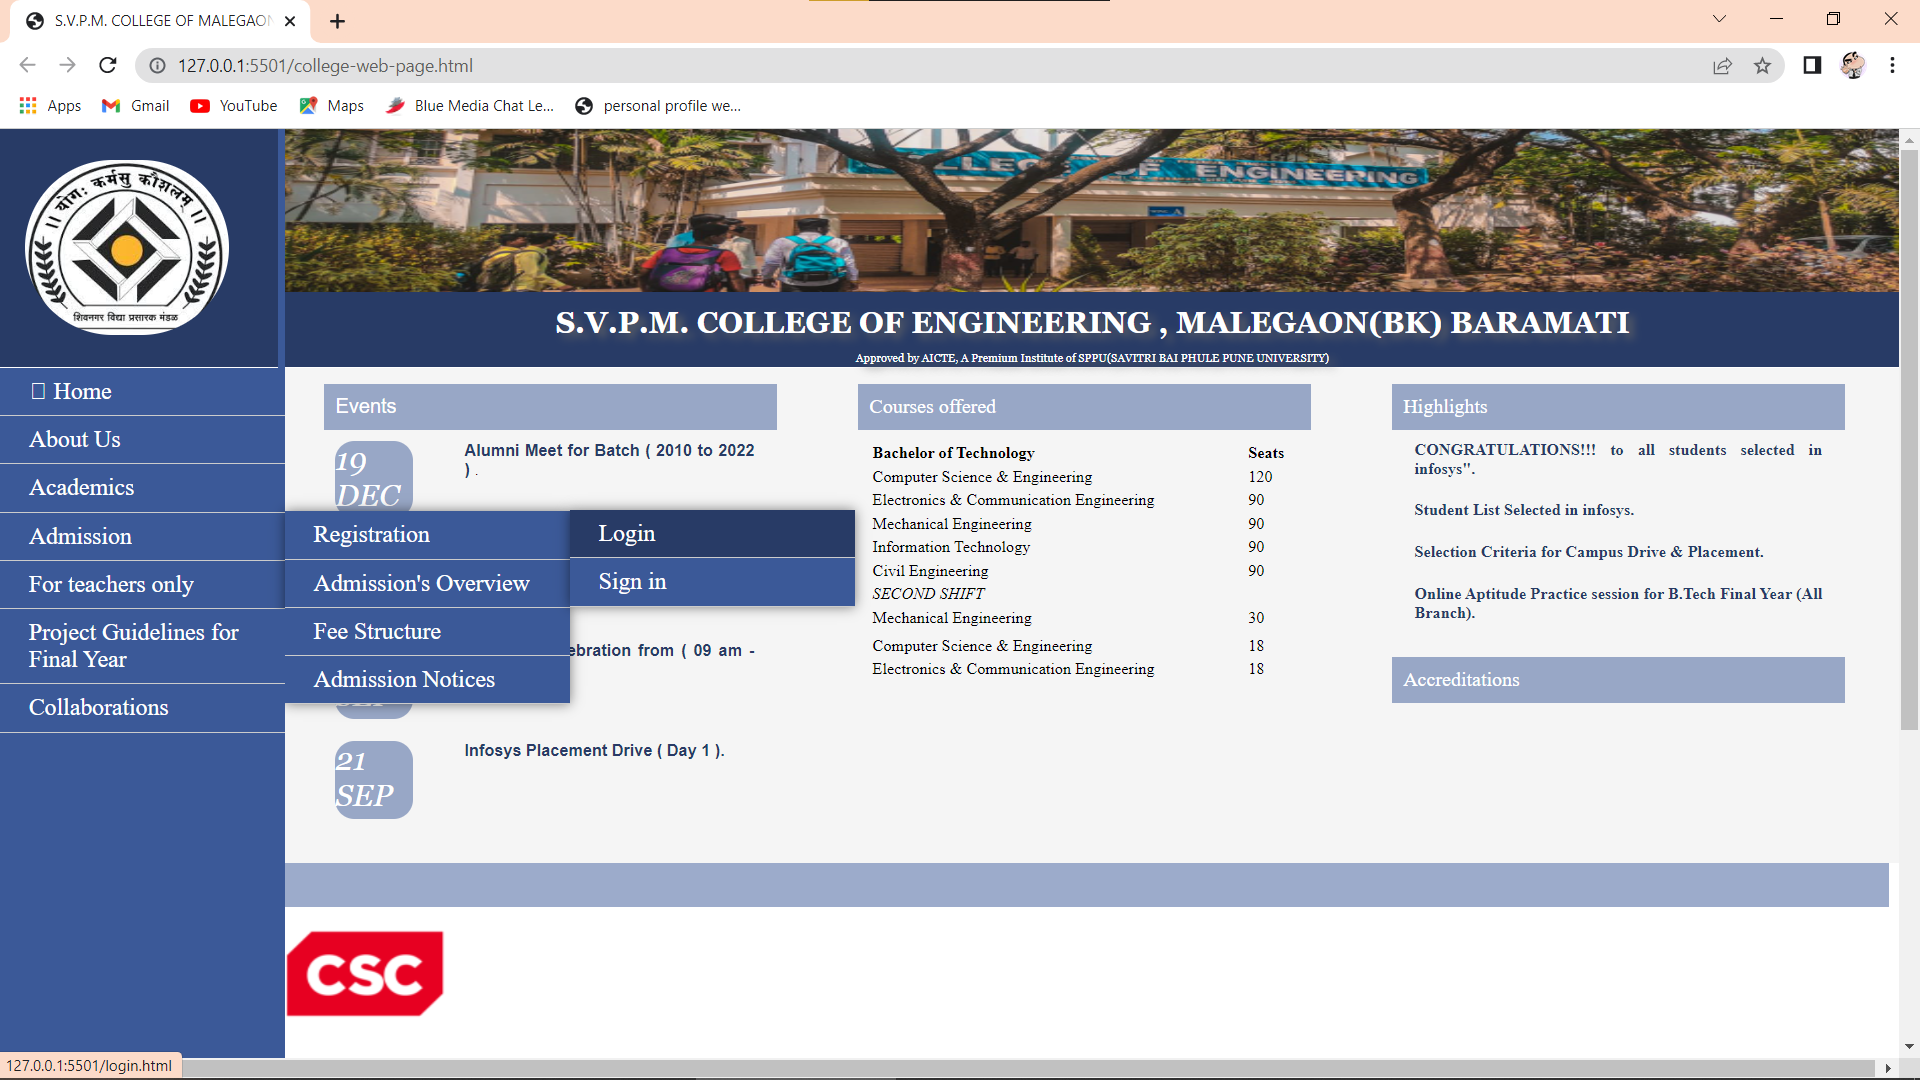 S.V.P.M. COLLEGE OF MALEGAON
127.0.0.1:5501/college-web-page.html
Apps
Gmail
YouTube
Maps
Blue Media Chat Le...
personal profile we...
।। योगः कर्मसु कौशलम् ।।
शिवनगर विद्या प्रसारक मंडळ
COLLEGE OF ENGINEERING
S.V.P.M. COLLEGE OF ENGINEERING , MALEGAON(BK) BARAMATI
Approved by AICTE, A Premium Institute of SPPU(SAVITRI BAI PHULE PUNE UNIVERSITY)
Home
About Us
Academics
Admission
For teachers only
Project Guidelines for
Final Year
Collaborations
Registration
Admission's Overview
Fee Structure
Admission Notices
Login
Sign in
Events
19
DEC
Alumni Meet for Batch ( 2010 to 2022
) .
ebration from ( 09 am -
21
SEP
Infosys Placement Drive ( Day 1 ).
Courses offered
Bachelor of Technology Seats
Computer Science & Engineering 120
Electronics & Communication Engineering 90
Mechanical Engineering 90
Information Technology 90
Civil Engineering 90
SECOND SHIFT
Mechanical Engineering 30
Computer Science & Engineering 18
Electronics & Communication Engineering 18
Highlights
CONGRATULATIONS!!! to all students selected in
infosys".
Student List Selected in infosys.
Selection Criteria for Campus Drive & Placement.
Online Aptitude Practice session for B.Tech Final Year (All
Branch).
Accreditations
CSC
127.0.0.1:5501/login.html